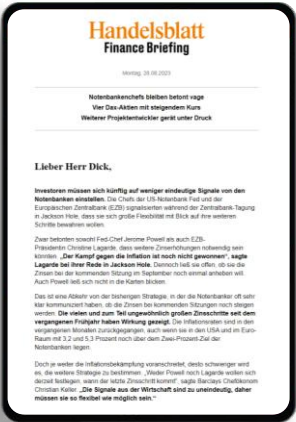 Handelsblatt
Finance Briefing
Montag, 28.08.2023
Notenbankenchefs bleiben betont vage
Vier Dax-Aktien mit steigendem Kurs
Weiterer Projektentwickler gerät unter Druck
Lieber Herr Dick,
Investoren müssen sich künftig auf weniger eindeutige Signale von den
Notenbanken einstellen. Die Chefs der US-Notenbank Fed und der
Europäischen Zentralbank (EZB) signalisierten während der Zentralbank-Tagung
in Jackson Hole, dass sie sich große Flexibilität mit Blick auf ihre weiteren
Schritte bewahren wollen.
Zwar betonten sowohl Fed-Chef Jerome Powell als auch EZB-
Präsidentin Christine Lagarde, dass weitere Zinserhöhungen notwendig sein
könnten. „Der Kampf gegen die Inflation ist noch nicht gewonnen“, sagte
Lagarde bei ihrer Rede in Jackson Hole. Dennoch ließ sie offen, ob sie die
Zinsen bei der kommenden Sitzung im September noch einmal anheben will.
Auch Powell ließ sich nicht in die Karten blicken.
Das ist eine Abkehr von der bisherigen Strategie, in der die Notenbanker oft sehr
klar kommuniziert haben, ob die Zinsen bei kommenden Sitzungen noch steigen
werden. Die vielen und zum Teil ungewöhnlich großen Zinsschritte seit dem
vergangenen Frühjahr haben Wirkung gezeigt. Die Inflationsraten sind in den
vergangenen Monaten zurückgegangen, auch wenn sie in den USA und im Euro-
Raum mit 3,2 und 5,3 Prozent noch über dem Zwei-Prozent-Ziel der
Notenbanken liegen.
Doch je weiter die Inflationsbekämpfung voranschreitet, desto schwieriger wird
es, die weitere Strategie zu bestimmen. „Weder Powell noch Lagarde wollen sich
derzeit festlegen, wann der letzte Zinsschritt kommt“, sagte Barclays Chefökonom
Christian Keller. „Die Signale aus der Wirtschaft sind zu uneindeutig, daher
müssen sie so flexibel wie möglich sein.“